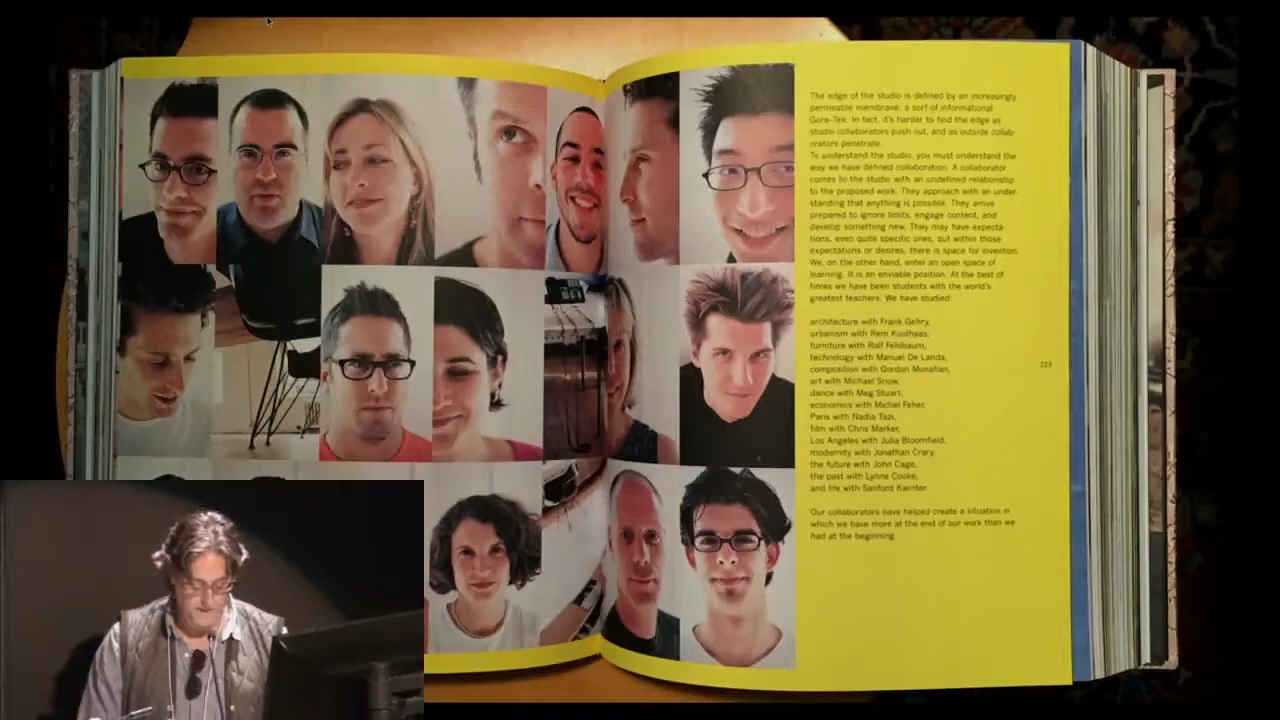 The edge of the studio is defined by an increasingly
permeable membrane, a sort of informational
Gore-Tex. In fact, it's harder to find the edge as
studio collaborators push out, and as outside collab-
orators penetrate.
To understand the studio, you must understand the
way we have defined collaboration. A collaborator
comes to the studio with an undefined relationship
to the proposed work. They approach with an under-
standing that anything is possible. They arrive
prepared to ignore limits, engage content, and
develop something new. They may have expecta-
tions, even quite specific ones, but within those
expectations or desires, there is space for invention.
We, on the other hand, enter an open space of
learning. It is an enviable position. At the best of
times we have been students with the world's
greatest teachers. We have studied:
architecture with Frank Gehry,
urbanism with Rem Koolhaas,
furniture with Rolf Fehlbaum,
technology with Manuel De Landa,
composition with Gordon Monahan,
art with Michael Snow,
dance with Meg Stuart,
economics with Michel Feher,
Paris with Nadia Tazi,
film with Chris Marker,
Los Angeles with Julia Bloomfield,
modernity with Jonathan Crary,
the future with John Cage,
the past with Lynne Cooke,
and life with Sanford Kwinter.
Our collaborators have helped create a situation in
which we have more at the end of our work than we
had at the beginning.
223